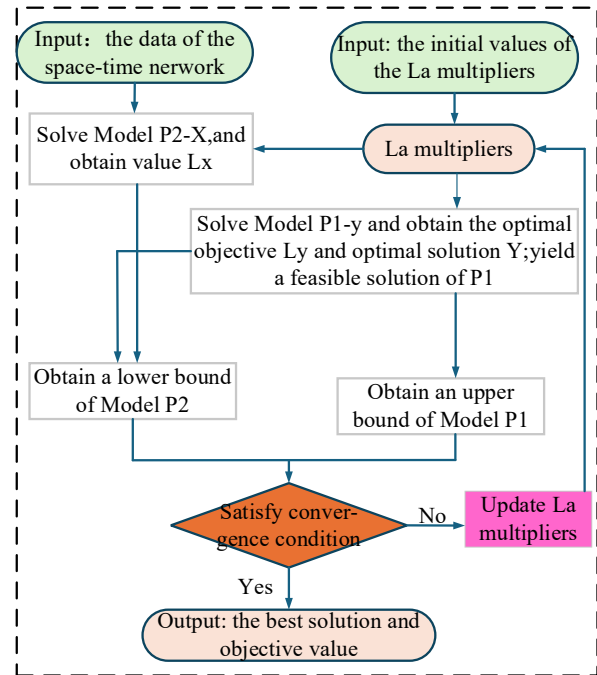 Input: the data of the
space-time nerwork
Input: the initial values of
the La multipliers
Solve Model P2-X,and
obtain value Lx
La multipliers
Solve Model P1-y and obtain the optimal
objective Ly and optimal solution Y;yield
a feasible solution of P1
Obtain a lower bound
of Model P2
Obtain an upper
bound of Model P1
Satisfy conver-
gence condition
No
Update La
multipliers
Yes
Output: the best solution and
objective value